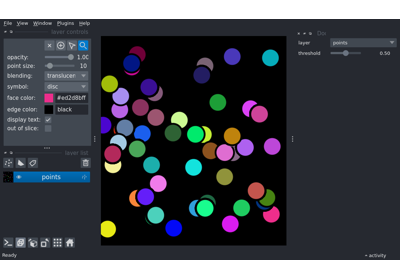 File View Window Plugins Help
layer controls
opacity: 1.00
point size: 10
blending: translucen
symbol: disc
face color: #ed2d8bff
edge color: black
display text:
out of slice:
layer list
points
layer points
threshold 0.50
Ready
activity